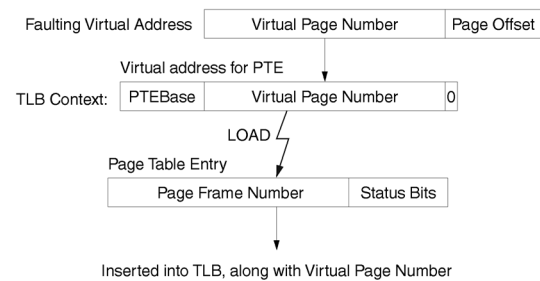 Faulting Virtual Address Virtual Page Number Page Offset
Virtual address for PTE
TLB Context: PTEBase Virtual Page Number 0
LOAD
Page Table Entry
Page Frame Number Status Bits
Inserted into TLB, along with Virtual Page Number